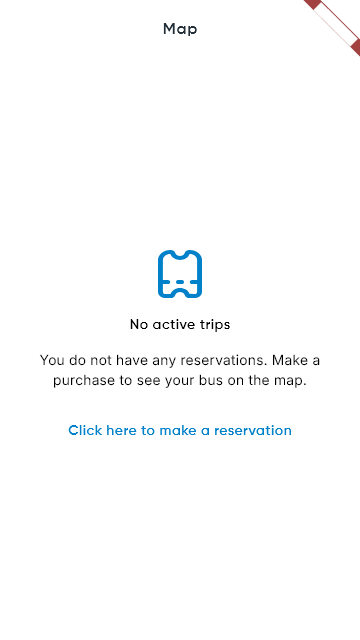 Map
No active trips
You do not have any reservations. Make a
purchase to see your bus on the map.
Click here to make a reservation